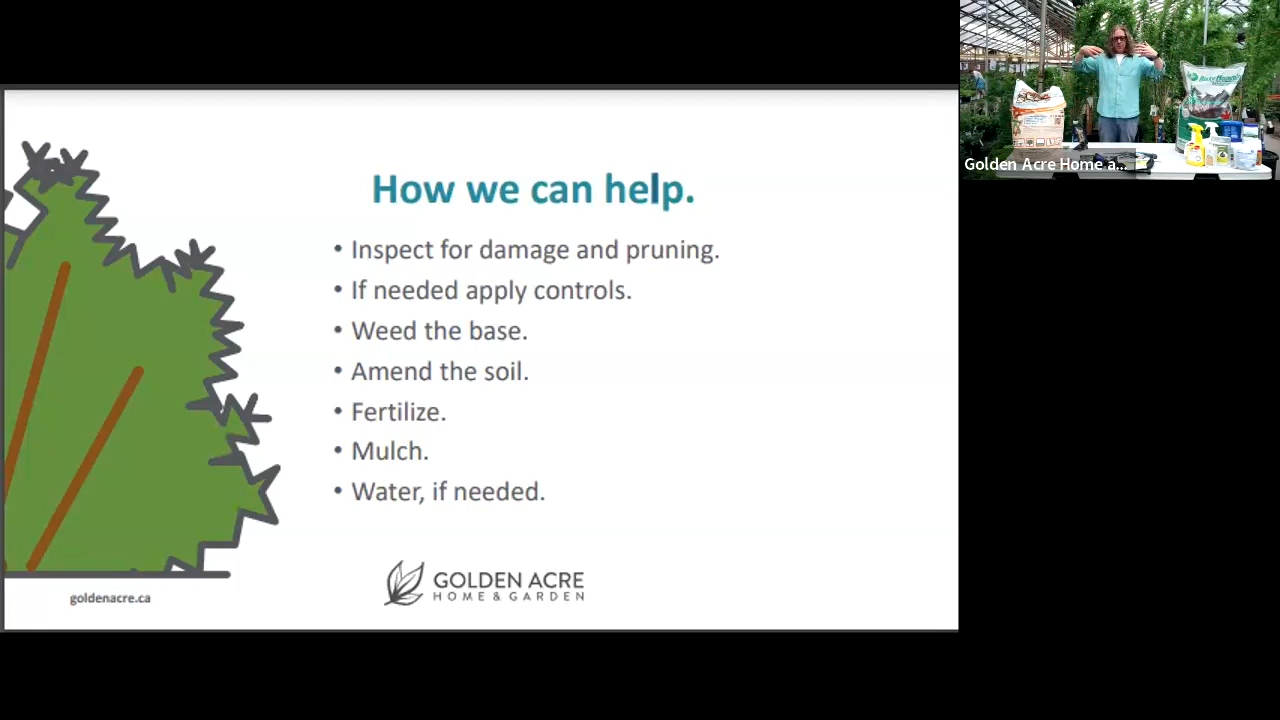 How we can help.
• Inspect for damage and pruning.
• If needed apply controls.
• Weed the base.
• Amend the soil.
• Fertilize.
• Mulch.
• Water, if needed.
goldenacre.ca
GOLDEN ACRE
HOME & GARDEN
Golden Acre Home a...